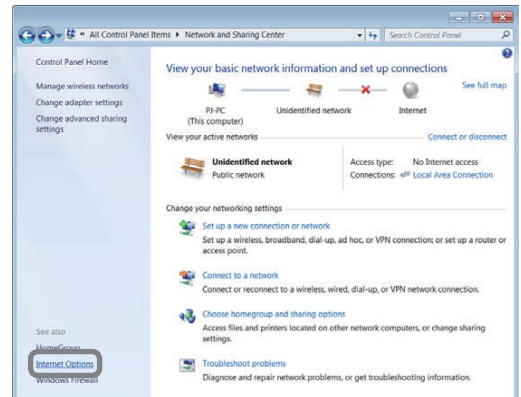 « All Control Panel Items ▸ Network and Sharing Center
Search Control Panel
Control Panel Home
Manage wireless networks
Change adapter settings
Change advanced sharing
settings
See also
HomeGroup
Internet Options
Windows Firewall
View your basic network information and set up connections
See full map
PJ-PC
(This computer)
Unidentified network
Internet
View your active networks
Connect or disconnect
Unidentified network
Public network
Access type: No Internet access
Connections: Local Area Connection
Change your networking settings
Set up a new connection or network
Set up a wireless, broadband, dial-up, ad hoc, or VPN connection; or set up a router or
access point.
Connect to a network
Connect or reconnect to a wireless, wired, dial-up, or VPN network connection.
Choose homegroup and sharing options
Access files and printers located on other network computers, or change sharing
settings.
Troubleshoot problems
Diagnose and repair network problems, or get troubleshooting information.